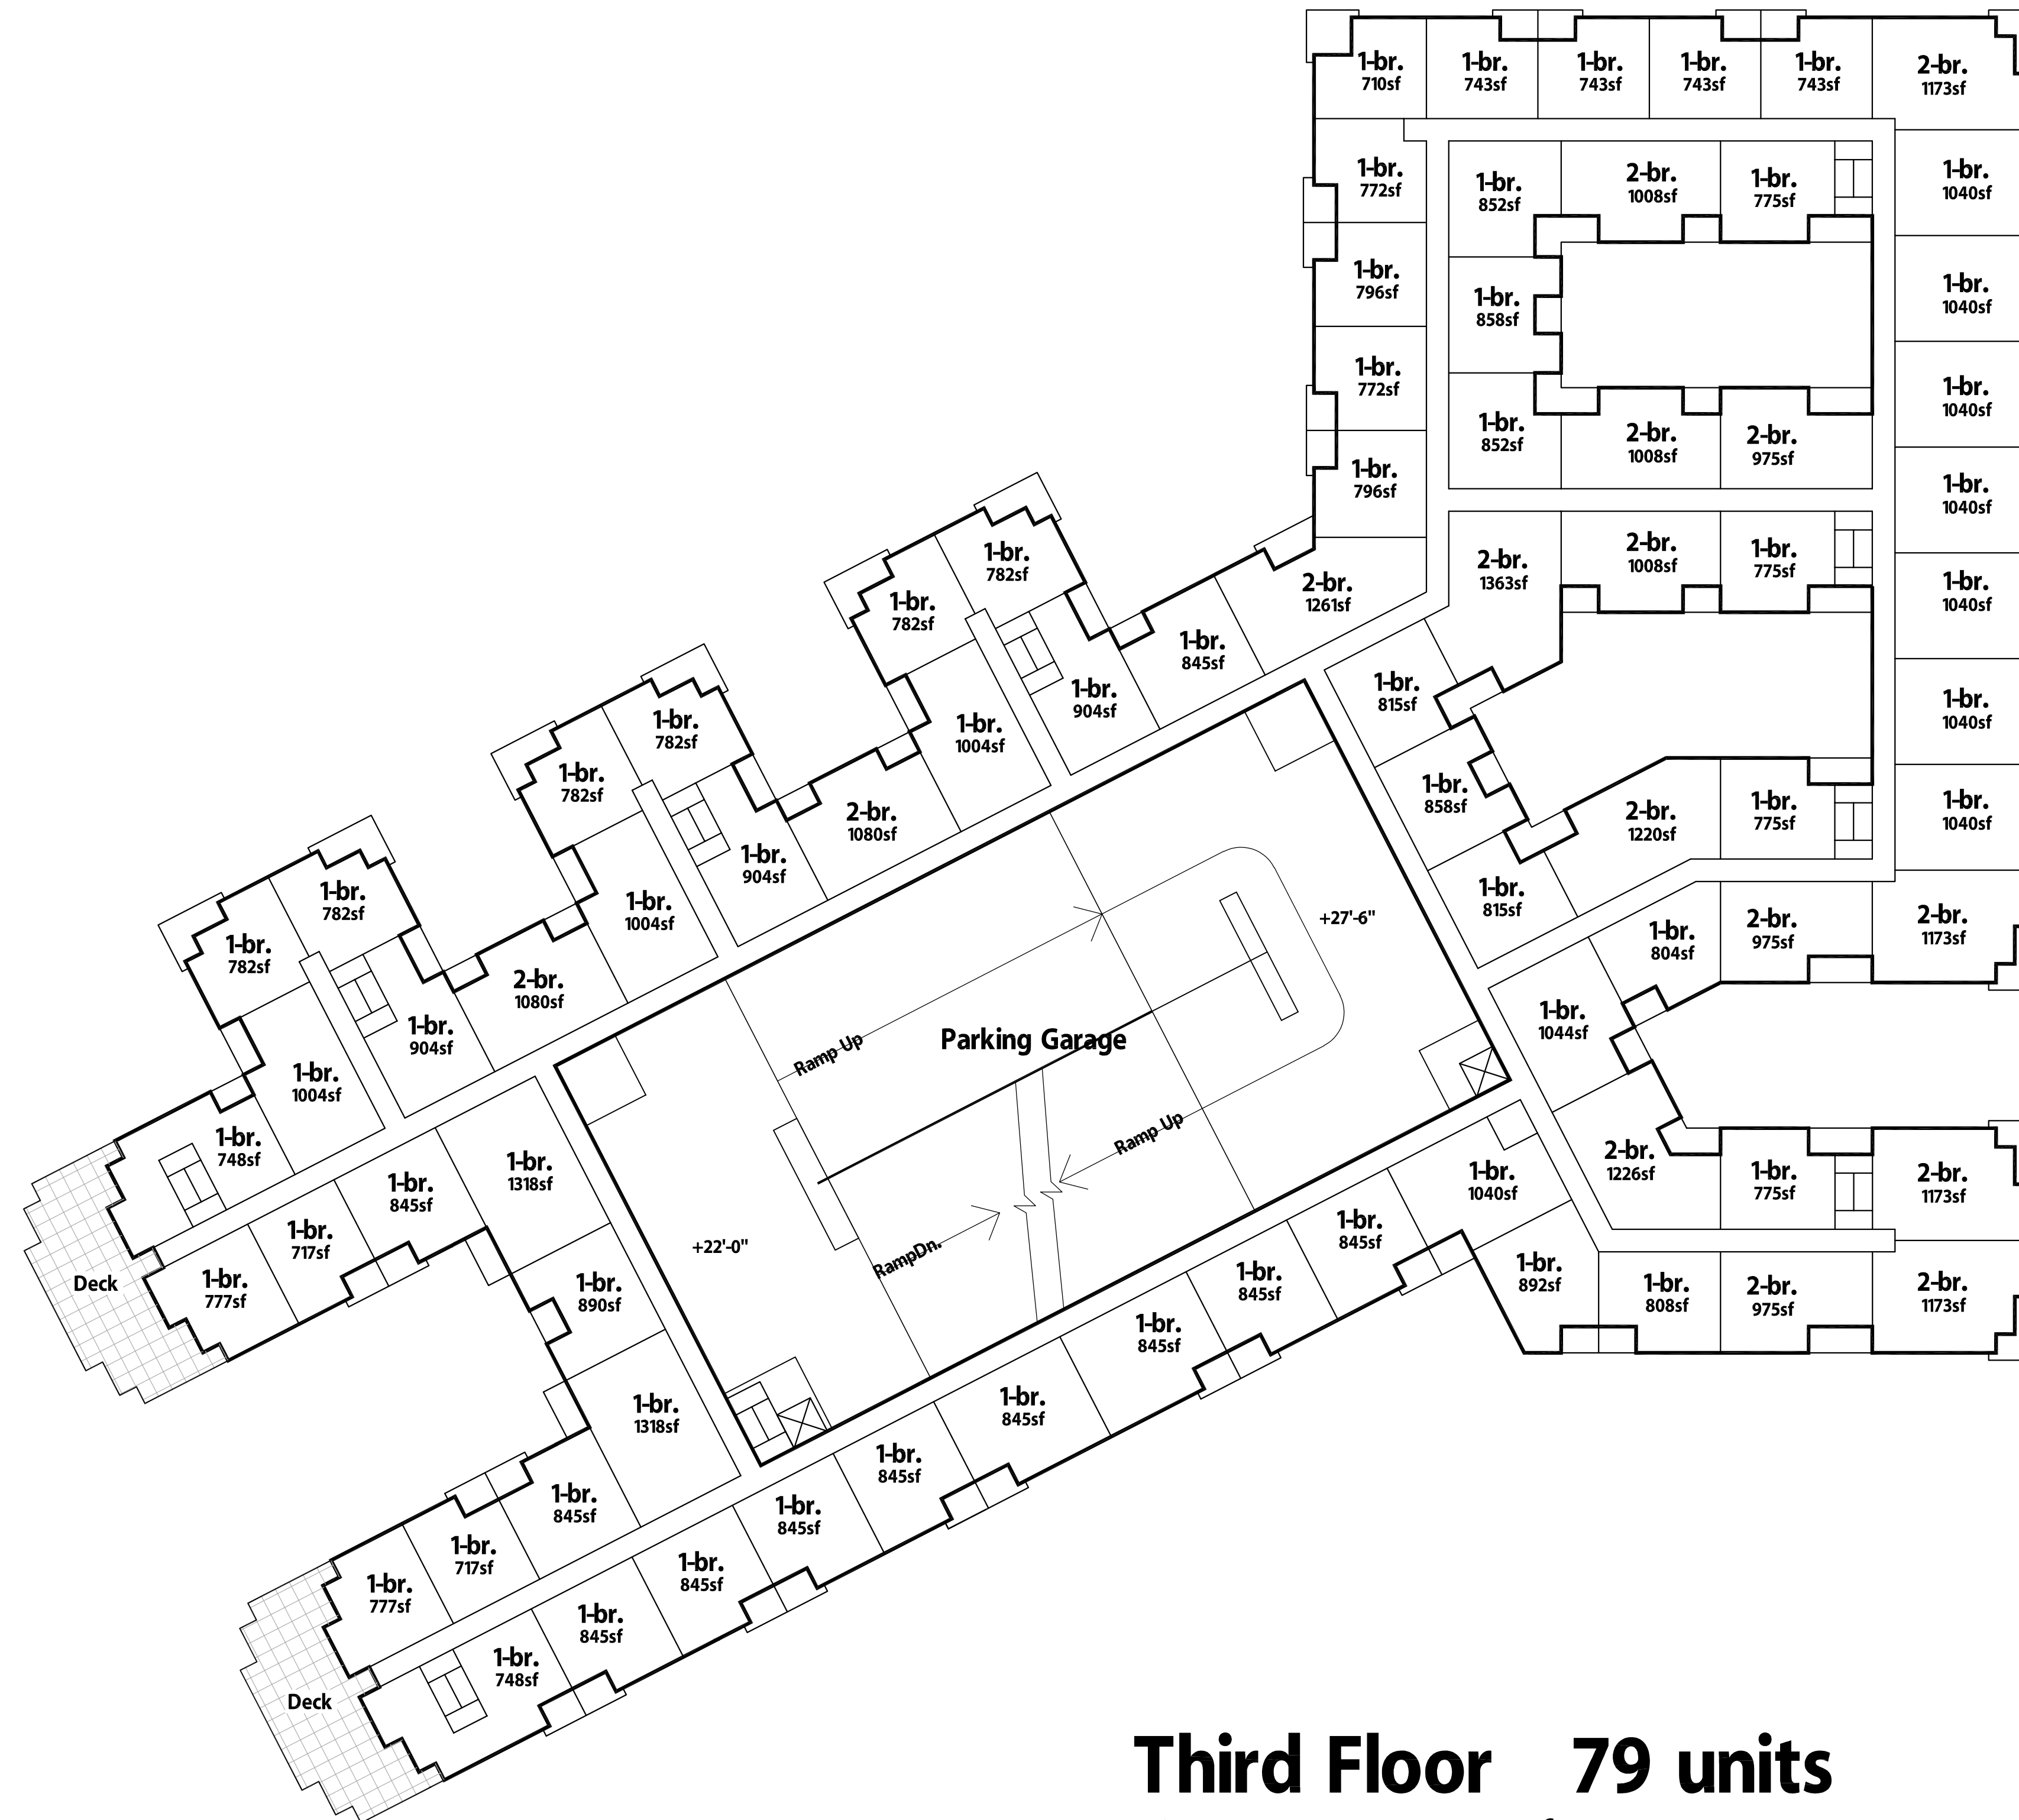 1-br.
710sf
1-br.
743sf
1-br.
743sf
1-br.
743sf
1-br.
743sf
2-br.
1173sf
1-br.
772sf
1-br.
852sf
2-br.
1008sf
1-br.
775sf
1-br.
1040sf
1-br.
796sf
1-br.
858sf
1-br.
1040sf
1-br.
772sf
1-br.
852sf
2-br.
1008sf
2-br.
975sf
1-br.
1040sf
1-br.
796sf
1-br.
1040sf
2-br.
1261sf
2-br.
1363sf
2-br.
1008sf
1-br.
775sf
1-br.
1040sf
1-br.
782sf
1-br.
782sf
1-br.
845sf
1-br.
904sf
1-br.
1004sf
1-br.
815sf
1-br.
1040sf
1-br.
782sf
1-br.
782sf
2-br.
1080sf
1-br.
904sf
1-br.
1004sf
1-br.
858sf
2-br.
1220sf
1-br.
775sf
1-br.
1040sf
1-br.
815sf
1-br.
782sf
1-br.
782sf
2-br.
1080sf
1-br.
904sf
1-br.
1004sf
+27'-6"
1-br.
804sf
2-br.
975sf
2-br.
1173sf
1-br.
1044sf
Ramp Up
Parking Garage
Ramp Up
RampDn.
+22'-0"
1-br.
748sf
1-br.
845sf
1-br.
1318sf
1-br.
1040sf
2-br.
1226sf
1-br.
775sf
2-br.
1173sf
Deck
1-br.
777sf
1-br.
717sf
1-br.
890sf
1-br.
845sf
1-br.
845sf
1-br.
892sf
1-br.
808sf
2-br.
975sf
2-br.
1173sf
1-br.
1318sf
1-br.
845sf
1-br.
845sf
1-br.
845sf
1-br.
845sf
1-br.
845sf
1-br.
717sf
1-br.
777sf
1-br.
845sf
1-br.
845sf
1-br.
748sf
Deck
Third Floor 79 units